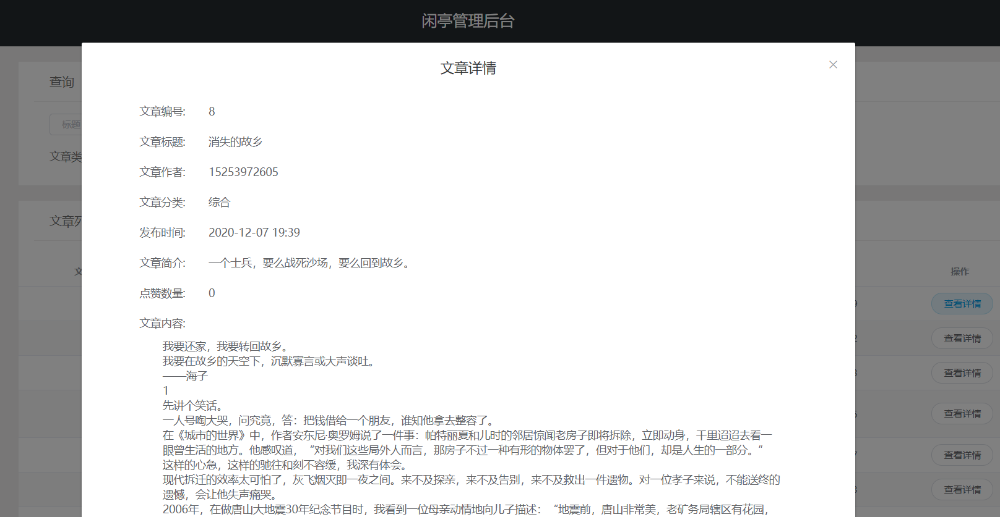 闲亭管理后台
文章详情
查询
标题
文章类
文章列
操作
查看详情
查看详情
查看详情
查看详情
查看详情
查看详情
文章编号: 8
文章标题: 消失的故乡
文章作者: 15253972605
文章分类: 综合
发布时间: 2020-12-07 19:39
文章简介: 一个士兵，要么战死沙场，要么回到故乡。
点赞数量: 0
文章内容:
我要还家，我要转回故乡。
我要在故乡的天空下，沉默寡言或大声谈吐。
——海子
1
先讲个笑话。
一人号啕大哭，问究竟，答：把钱借给一个朋友，谁知他拿去整容了。
在《城市的世界》中，作者安东尼·奥罗姆说了一件事：帕特丽夏和儿时的邻居惊闻老房子即将拆除，立即动身，千里迢迢去看一
眼曾生活的地方。他感叹道，“对我们这些局外人而言，那房子不过一种有形的物体罢了，但对于他们，却是人生的一部分。”
这样的心急，这样的驰往和刻不容缓，我深有体会。
现代拆迁的效率太可怕了，灰飞烟灭即一夜之间。来不及探亲，来不及告别，来不及救出一件遗物。对一位孝子来说，不能送终的
遗憾，会让他失声痛哭。
2006年，在做唐山大地震30年纪念节目时，我看到一位母亲动情地向儿子描述：“地震前，唐山非常美，老矿务局辖区有花园，